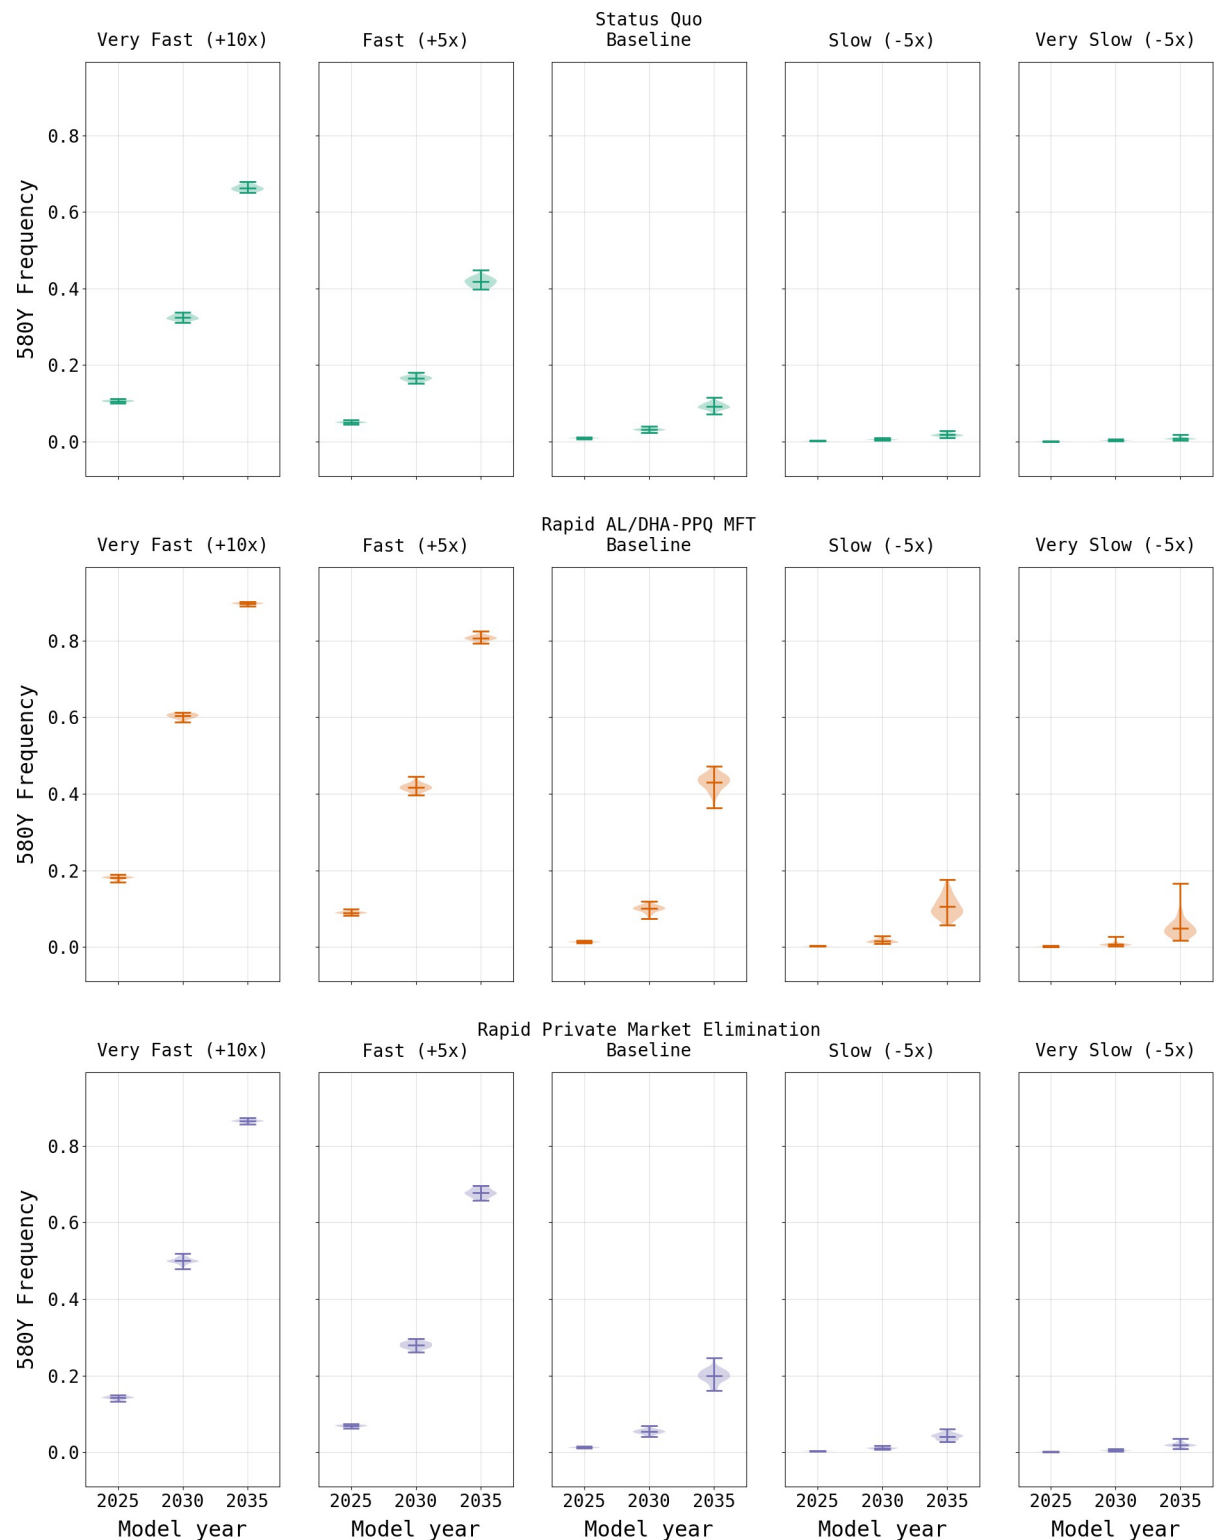 Status Quo
Very Fast (+10x) Fast (+5x) Baseline Slow (-5x) Very Slow (-5x)
0.8
0.6
0.4
0.2
0.0
580Y Frequency
Rapid AL/DHA-PPQ MFT
Very Fast (+10x) Fast (+5x) Baseline Slow (-5x) Very Slow (-5x)
0.8
0.6
0.4
0.2
0.0
580Y Frequency
Rapid Private Market Elimination
Very Fast (+10x) Fast (+5x) Baseline Slow (-5x) Very Slow (-5x)
0.8
0.6
0.4
0.2
0.0
580Y Frequency
2025 2030 2035 2025 2030 2035 2025 2030 2035 2025 2030 2035 2025 2030 2035
Model year Model year Model year Model year Model year